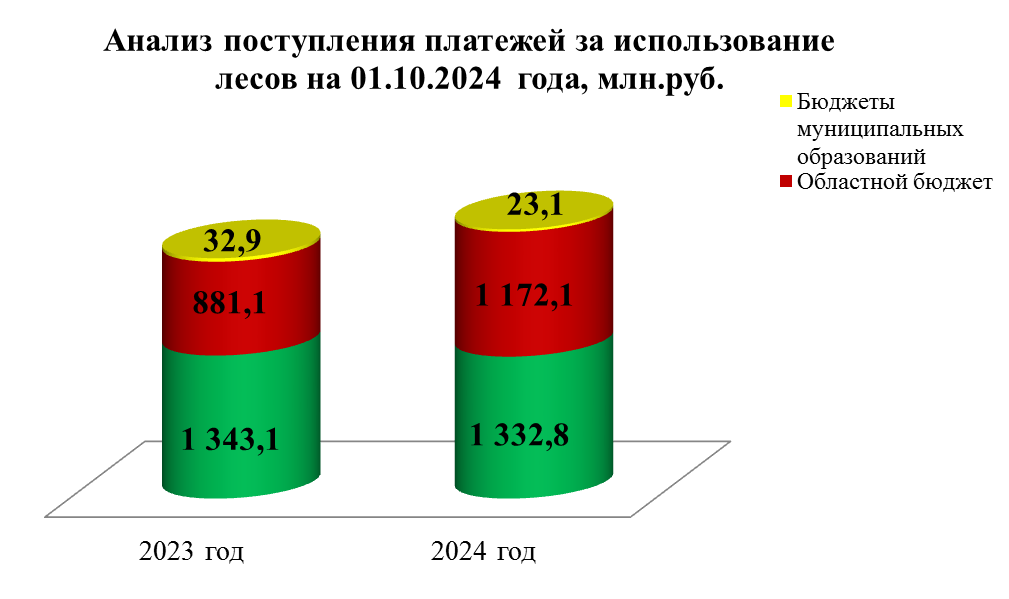 Анализ поступления платежей за использование
лесов на 01.10.2024 года, млн.руб.
Бюджеты
муниципальных
образований
Областной бюджет
32,9
23,1
881,1
1 172,1
1 343,1
1 332,8
2023 год
2024 год